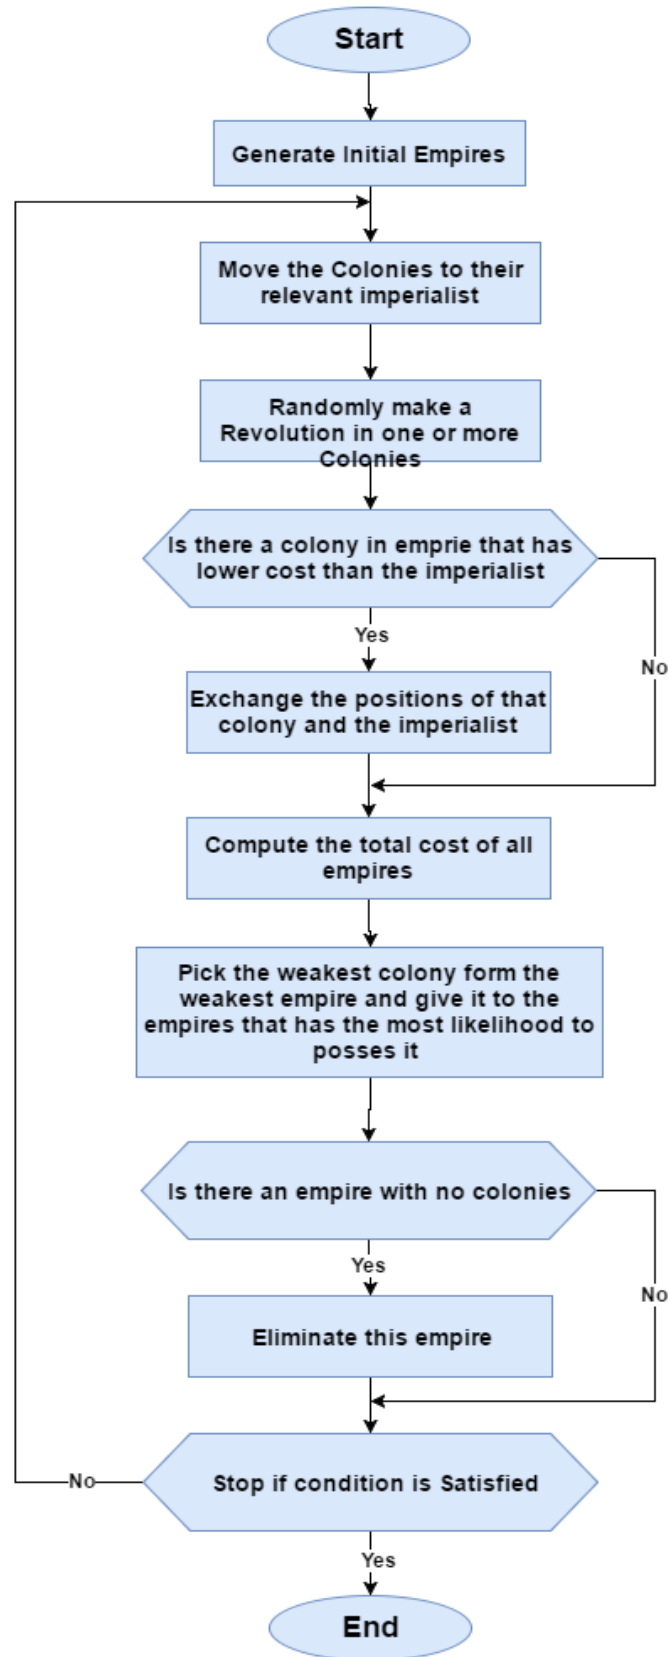 Start
Generate Initial Empires
Move the Colonies to their
relevant imperialist
Randomly make a
Revolution in one or more
Colonies
Is there a colony in emprie that has
lower cost than the imperialist
Yes
No
Exchange the positions of that
colony and the imperialist
Compute the total cost of all
empires
Pick the weakest colony form the
weakest empire and give it to the
empires that has the most likelihood to
posses it
Is there an empire with no colonies
Yes
No
Eliminate this empire
Stop if condition is Satisfied
No
Yes
End